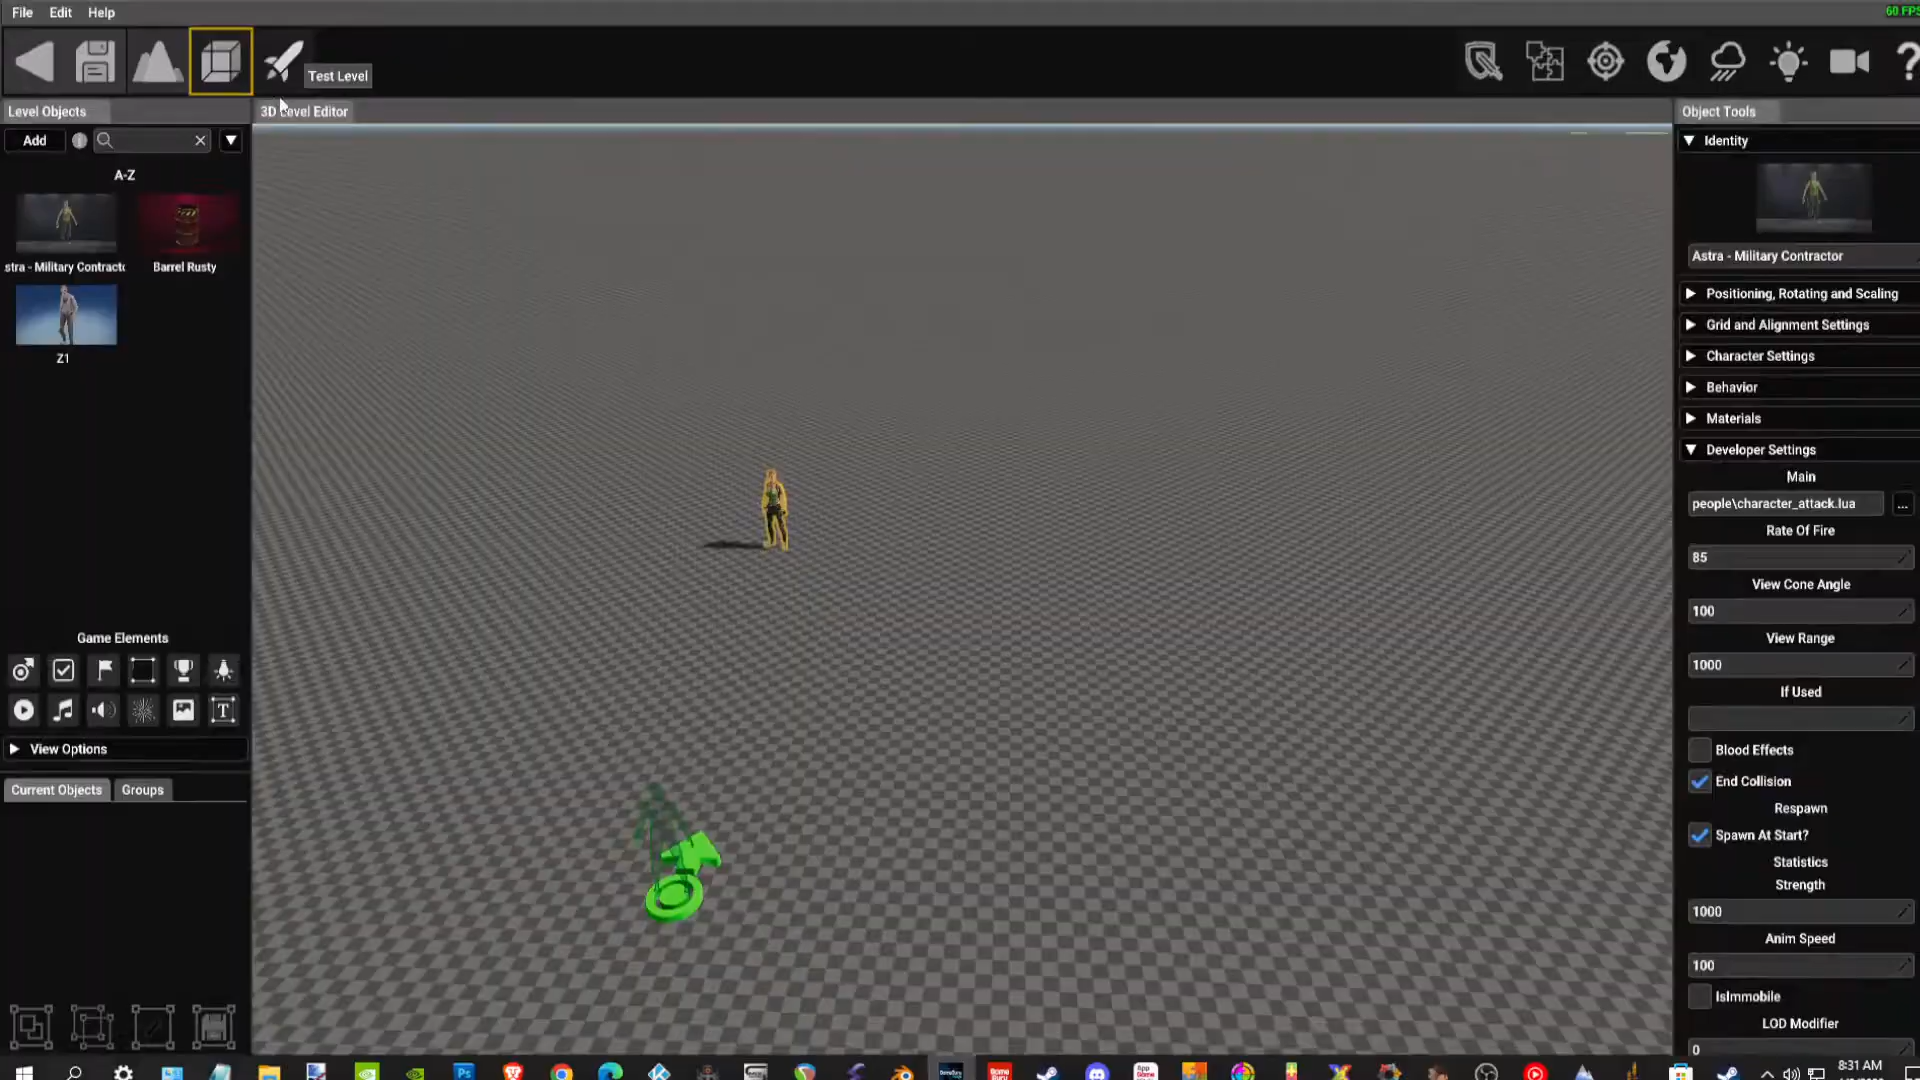 File Edit Help
60 FPS
Test Level
Level Objects
3D Level Editor
Object Tools
Add
Identity
A-Z
stra - Military Contracto
Barrel Rusty
Astra - Military Contractor
Z1
Positioning, Rotating and Scaling
Grid and Alignment Settings
Character Settings
Behavior
Materials
Developer Settings
Main
people\character_attack.lua
...
Rate Of Fire
85
View Cone Angle
100
View Range
1000
If Used
Blood Effects
End Collision
Respawn
Spawn At Start?
Statistics
Strength
1000
Anim Speed
100
IsImmobile
LOD Modifier
0
Game Elements
View Options
Current Objects
Groups
Ps
8:31 AM